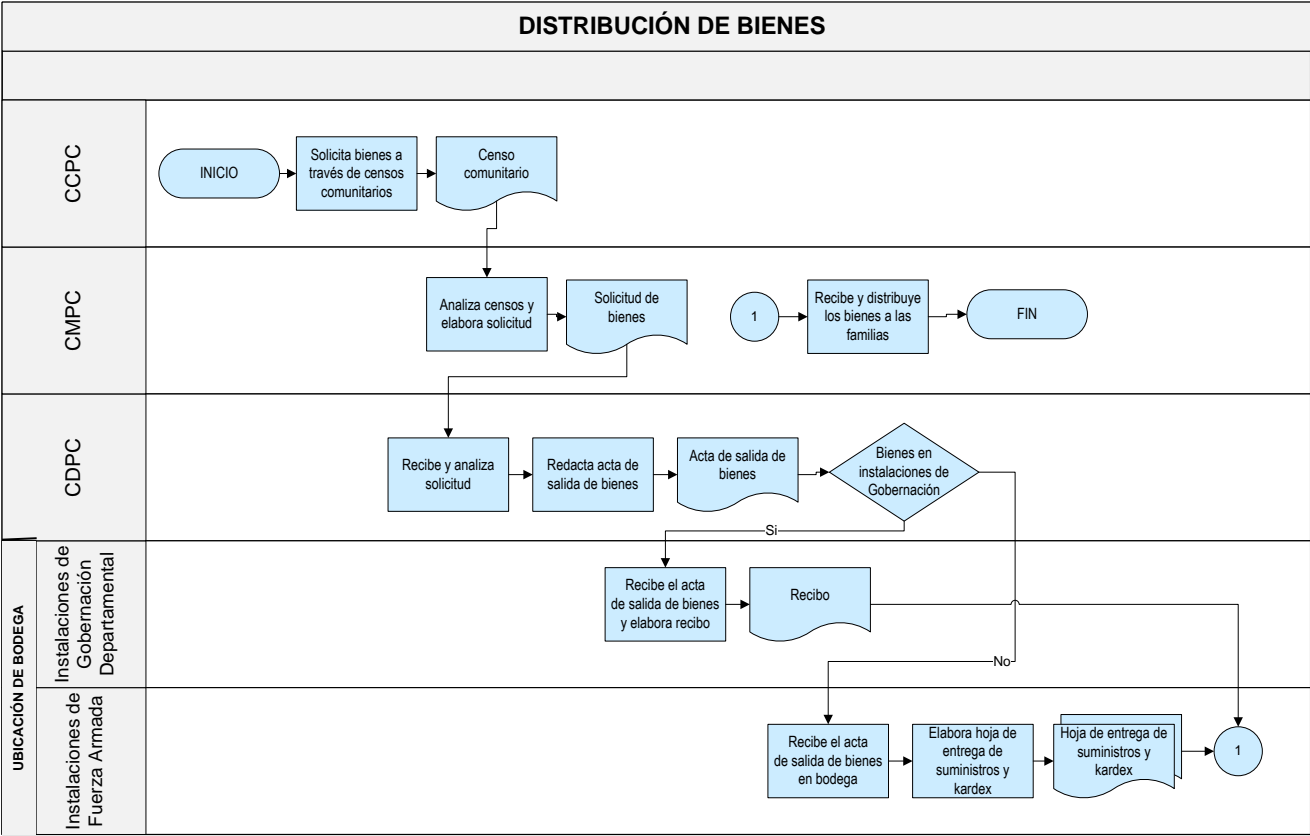 DISTRIBUCIÓN DE BIENES
CCPC
INICIO
Solicita bienes a
través de censos
comunitarios
Censo
comunitario
CMPC
Analiza censos y
elabora solicitud
Solicitud de
bienes
1
Recibe y distribuye
los bienes a las
familias
FIN
CDPC
Recibe y analiza
solicitud
Redacta acta de
salida de bienes
Acta de salida de
bienes
Bienes en
instalaciones de
Gobernación
Si
UBICACIÓN DE BODEGA
Instalaciones de
Gobernación
Departamental
Recibe el acta
de salida de bienes
y elabora recibo
Recibo
No
Instalaciones de
Fuerza Armada
Recibe el acta
de salida de bienes
en bodega
Elabora hoja de
entrega de
suministros y
kardex
Hoja de entrega de
suministros y
kardex
1